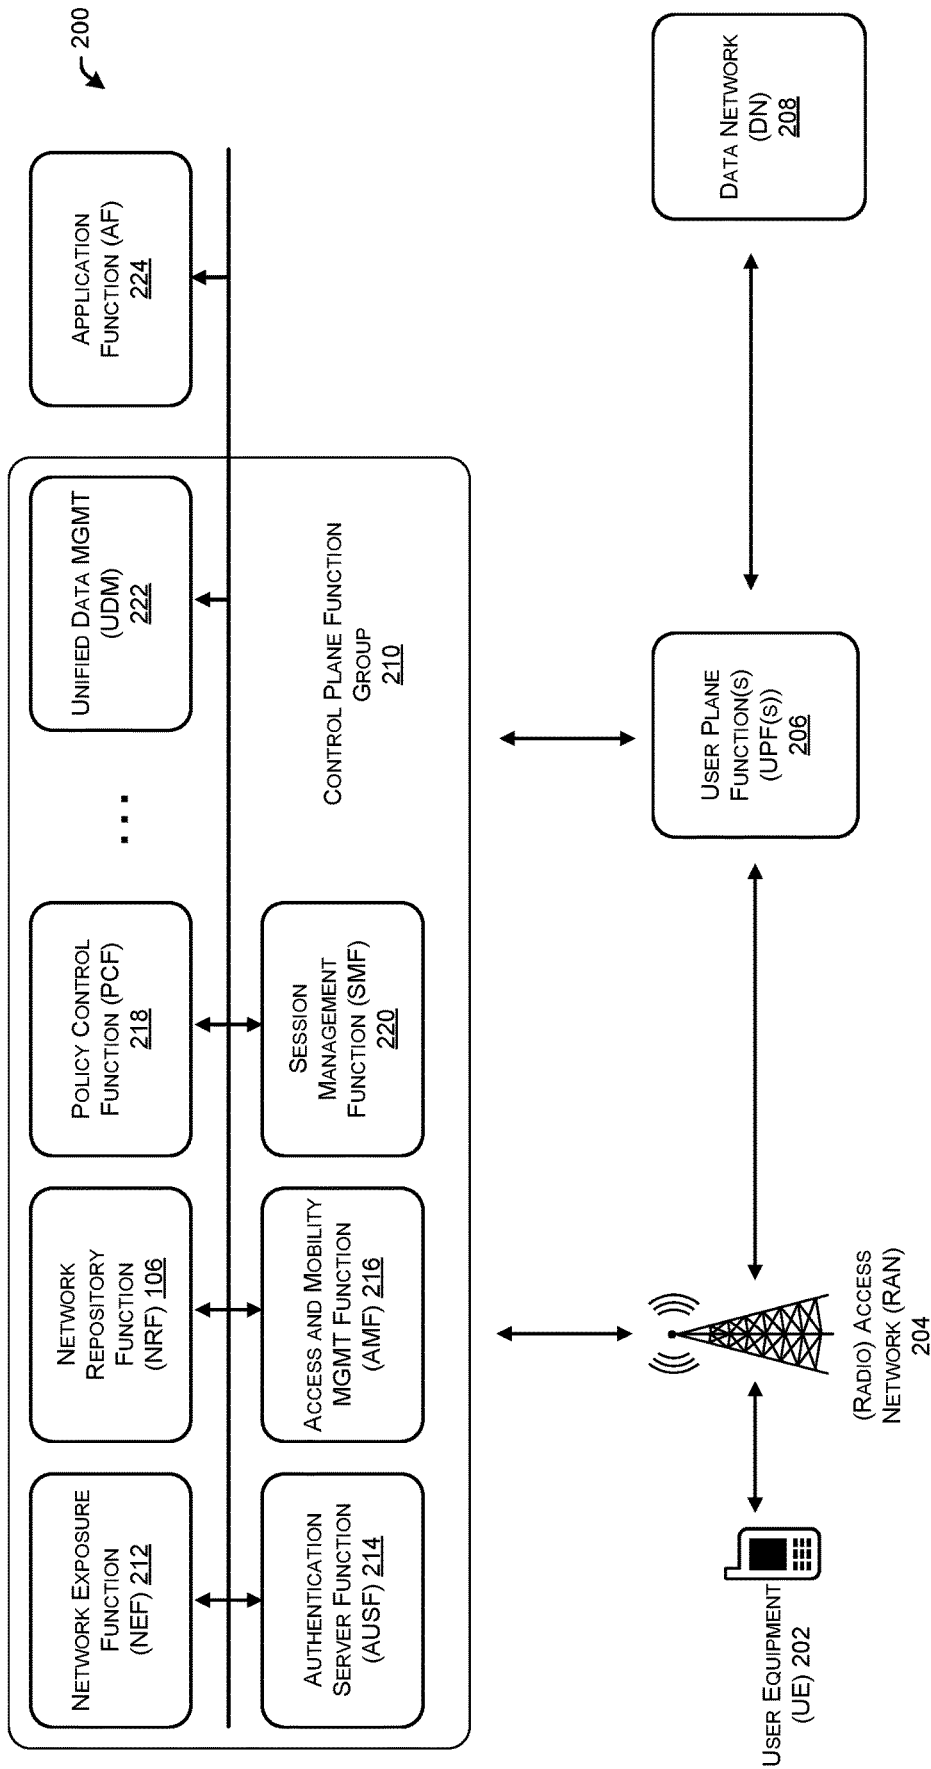 200
NETWORK EXPOSURE
FUNCTION
(NEF) 212
NETWORK
REPOSITORY
FUNCTION
(NRF) 106
POLICY CONTROL
FUNCTION (PCF)
218
...
UNIFIED DATA MGMT
(UDM)
222
APPLICATION
FUNCTION (AF)
224
AUTHENTICATION
SERVER FUNCTION
(AUSF) 214
ACCESS AND MOBILITY
MGMT FUNCTION
(AMF) 216
SESSION
MANAGEMENT
FUNCTION (SMF)
220
CONTROL PLANE FUNCTION
GROUP
210
USER EQUIPMENT
(UE) 202
(RADIO) ACCESS
NETWORK (RAN)
204
USER PLANE
FUNCTION(S)
(UPF(S))
206
DATA NETWORK
(DN)
208